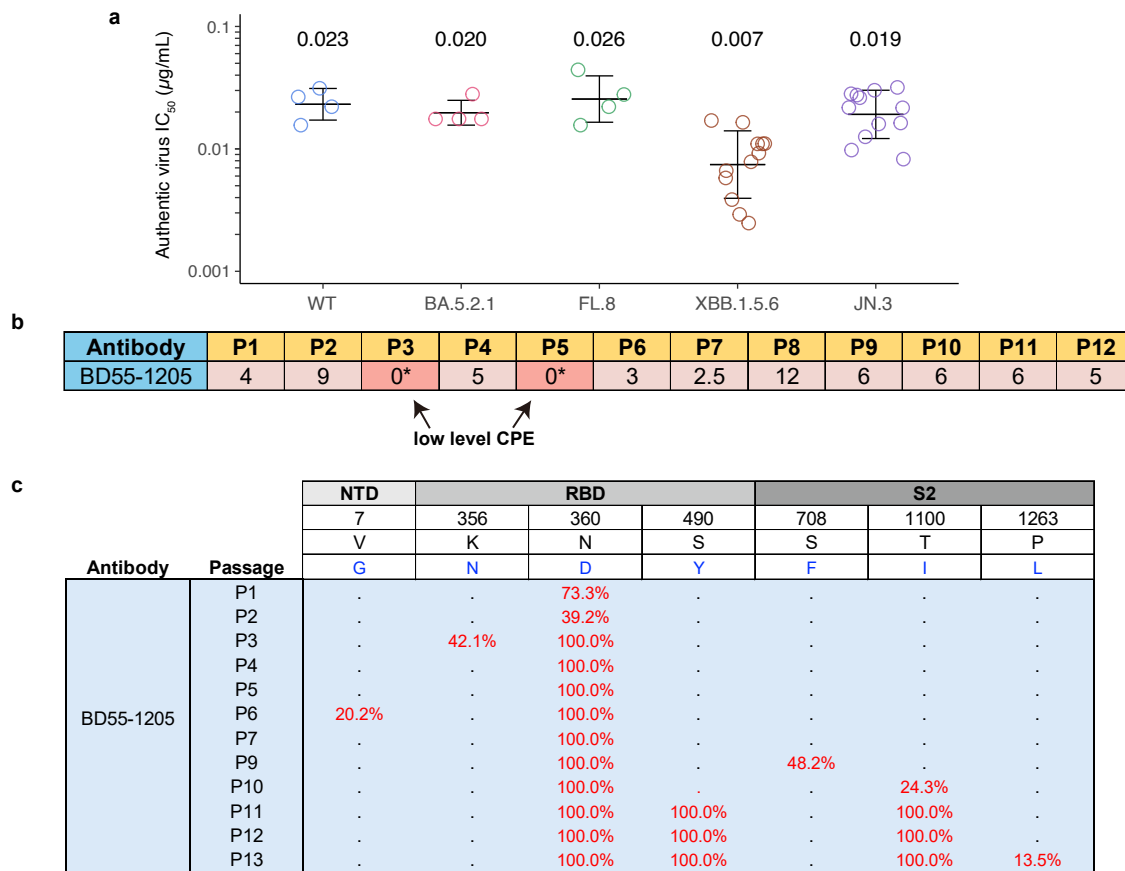 a
Authentic virus IC50 (µg/mL)
0.1
0.01
0.001
0.023 0.020 0.026 0.007 0.019
WT BA.5.2.1 FL.8 XBB.1.5.6 JN.3
b
Antibody P1 P2 P3 P4 P5 P6 P7 P8 P9 P10 P11 P12
BD55-1205 4 9 0* 5 0* 3 2.5 12 6 6 6 5
low level CPE
c
NTD RBD S2
7 356 360 490 708 1100 1263
V K N S S T P
Antibody Passage G N D Y F I L
BD55-1205
P1 . . 73.3% . . . .
P2 . . 39.2% . . . .
P3 . 42.1% 100.0% . . . .
P4 . . 100.0% . . . .
P5 . . 100.0% . . . .
P6 20.2% . 100.0% . . . .
P7 . . 100.0% . . . .
P9 . . 100.0% . 48.2% . .
P10 . . 100.0% . . 24.3% .
P11 . . 100.0% 100.0% . 100.0% .
P12 . . 100.0% 100.0% . 100.0% .
P13 . . 100.0% 100.0% . 100.0% 13.5%